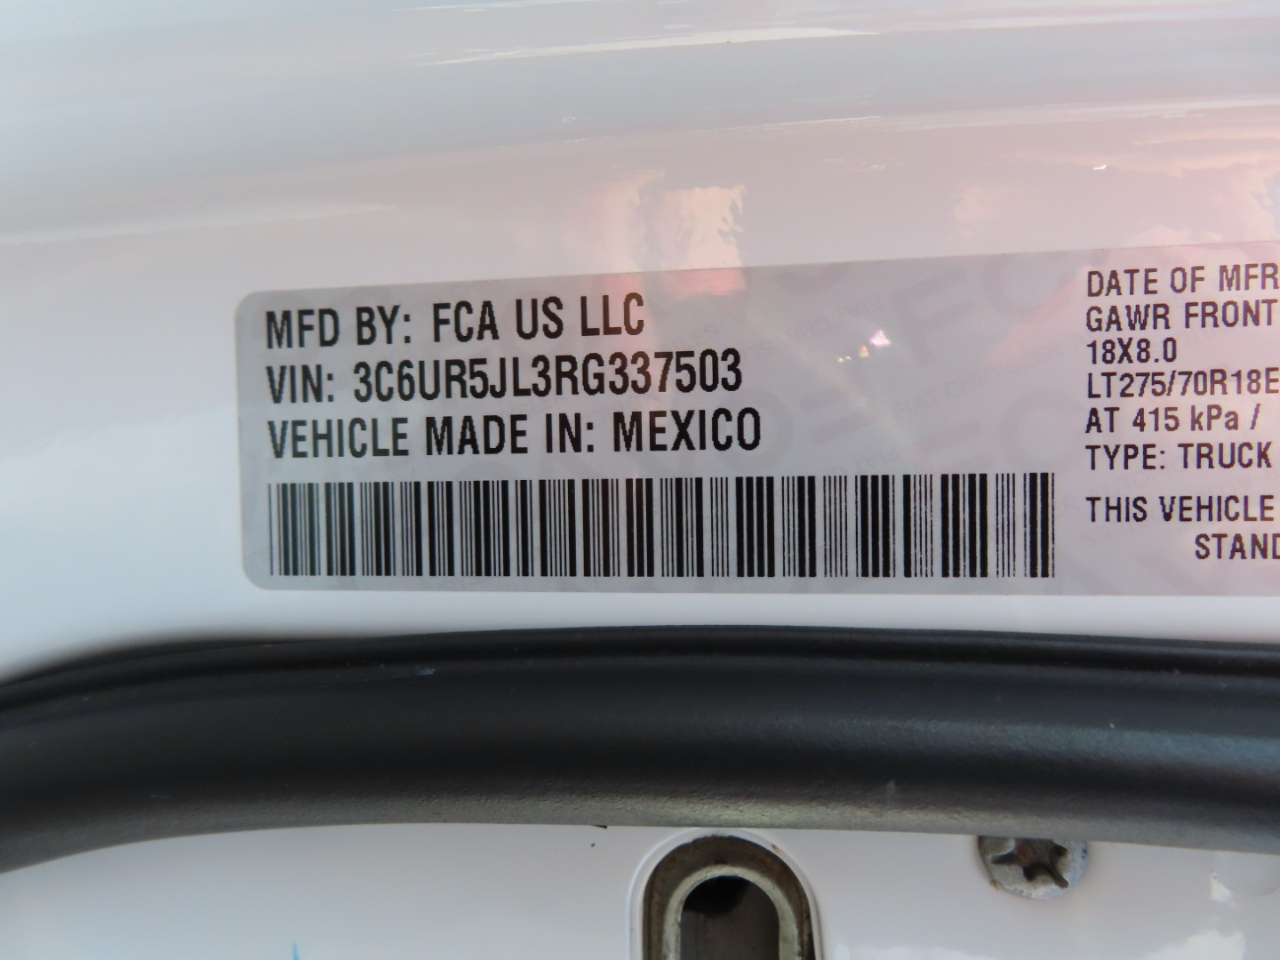 MFD BY: FCA US LLC
VIN: 3C6UR5JL3RG337503
VEHICLE MADE IN: MEXICO
DATE OF MFR
GAWR FRONT
18X8.0
LT275/70R18E
AT 415 kPa /
TYPE: TRUCK
THIS VEHICLE
STAND